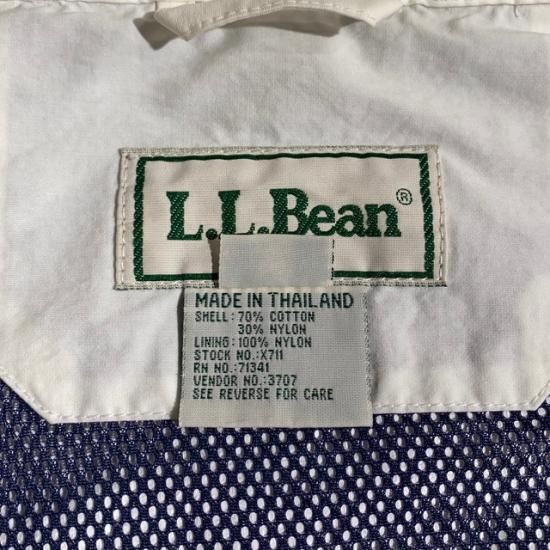 L.L.Bean®
MADE IN THAILAND
SHELL: 70% COTTON
30% NYLON
LINING: 100% NYLON
STOCK NO.: X711
RN NO.: 71341
VENDOR NO.: 3707
SEE REVERSE FOR CARE